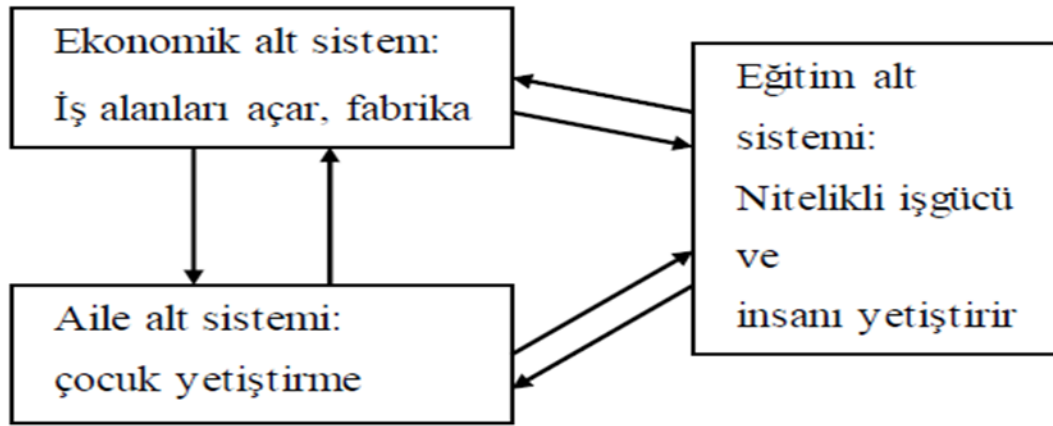 Ekonomik alt sistem:
İş alanları açar, fabrika
Eğitim alt
sistemi:
Nitelikli işgücü
ve
insanı yetiştirir
Aile alt sistemi:
çocuk yetiştirme